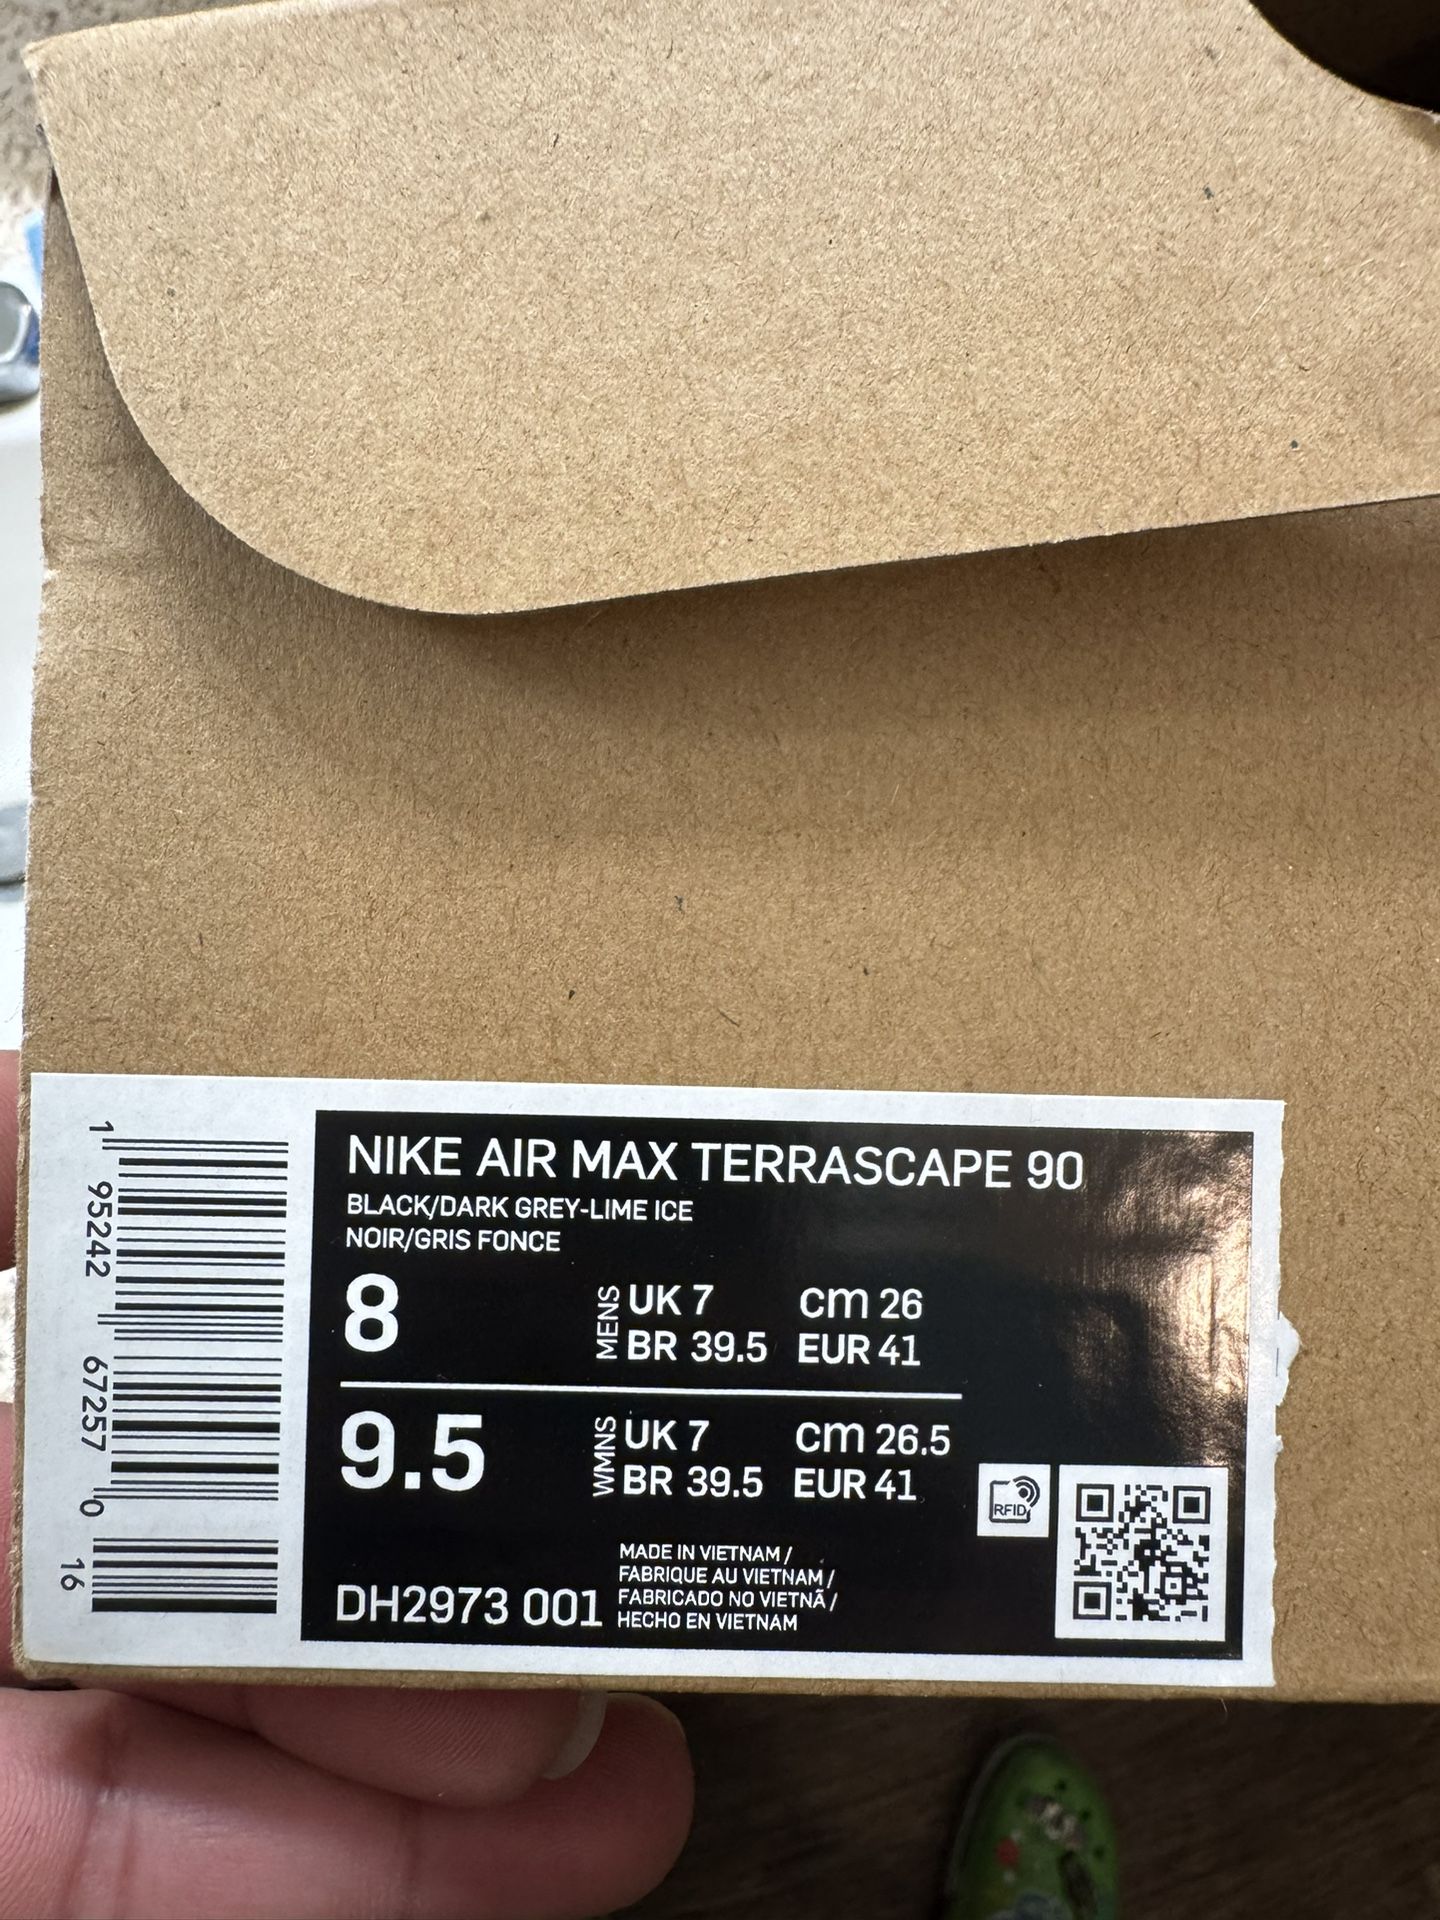 NIKE AIR MAX TERRASCAPE 90
BLACK/DARK GREY-LIME ICE
NOIR/GRIS FONCE
8
MENS
UK 7 CM 26
BR 39.5 EUR 41
9.5
WMNS
UK 7 CM 26.5
BR 39.5 EUR 41
RFID
DH2973 001
MADE IN VIETNAM /
FABRIQUE AU VIETNAM /
FABRICADO NO VIETNÃ /
HECHO EN VIETNAM
1 95242 67257 0 16